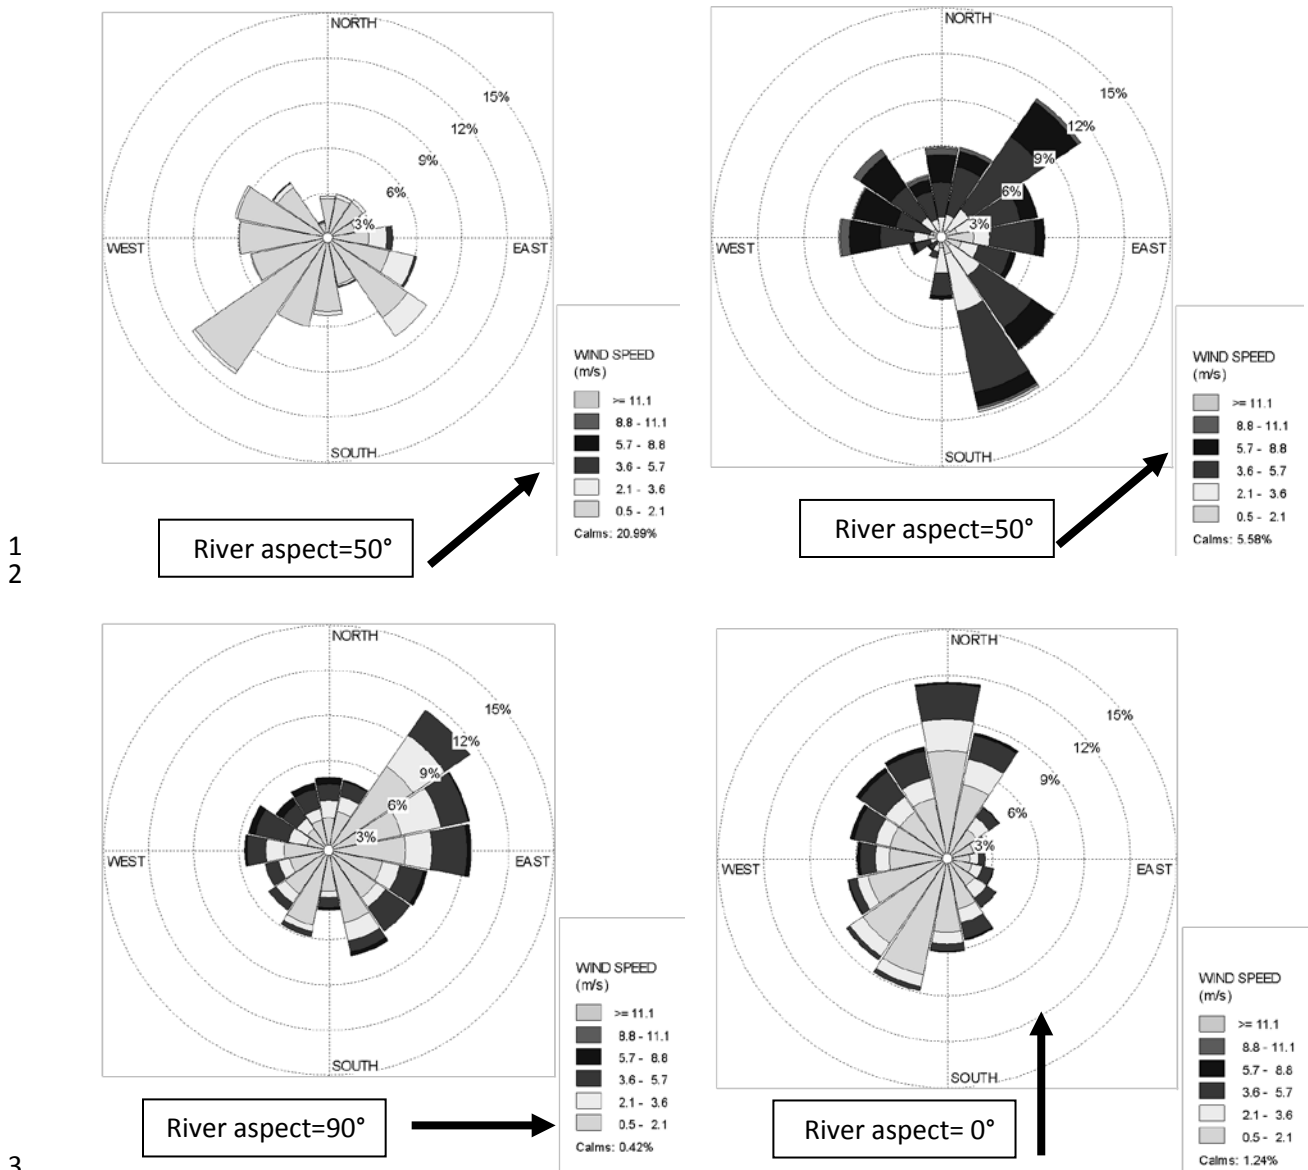 NORTH
15%
12%
9%
6%
3%
WEST
EAST
SOUTH
WIND SPEED
(m/s)
>= 11.1
8.8 - 11.1
5.7 - 8.8
3.6 - 5.7
2.1 - 3.6
0.5 - 2.1
Calms: 20.99%
River aspect=50°
NORTH
15%
12%
9%
6%
3%
WEST
EAST
SOUTH
WIND SPEED
(m/s)
>= 11.1
8.8 - 11.1
5.7 - 8.8
3.6 - 5.7
2.1 - 3.6
0.5 - 2.1
Calms: 5.58%
River aspect=50°
1
2
NORTH
15%
12%
9%
6%
3%
WEST
EAST
SOUTH
WIND SPEED
(m/s)
>= 11.1
8.8 - 11.1
5.7 - 8.8
3.6 - 5.7
2.1 - 3.6
0.5 - 2.1
Calms: 0.42%
River aspect=90°
NORTH
15%
12%
9%
6%
3%
WEST
EAST
SOUTH
WIND SPEED
(m/s)
>= 11.1
8.8 - 11.1
5.7 - 8.8
3.6 - 5.7
2.1 - 3.6
0.5 - 2.1
Calms: 1.24%
River aspect= 0°
3